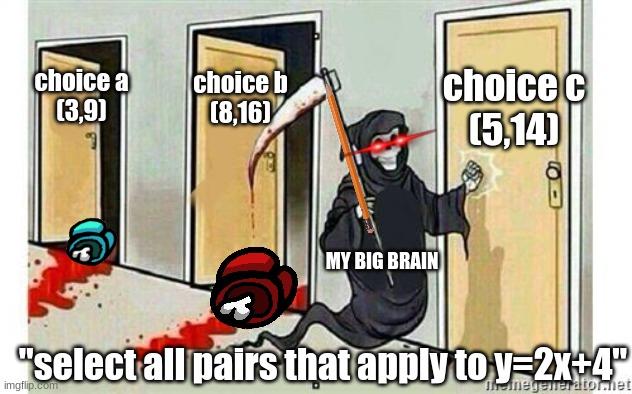 choice a
(3,9)
choice b
(8,16)
choice c
(5,14)
MY BIG BRAIN
"select all pairs that apply to y=2x+4"
imgflip.com
memegenerator.net